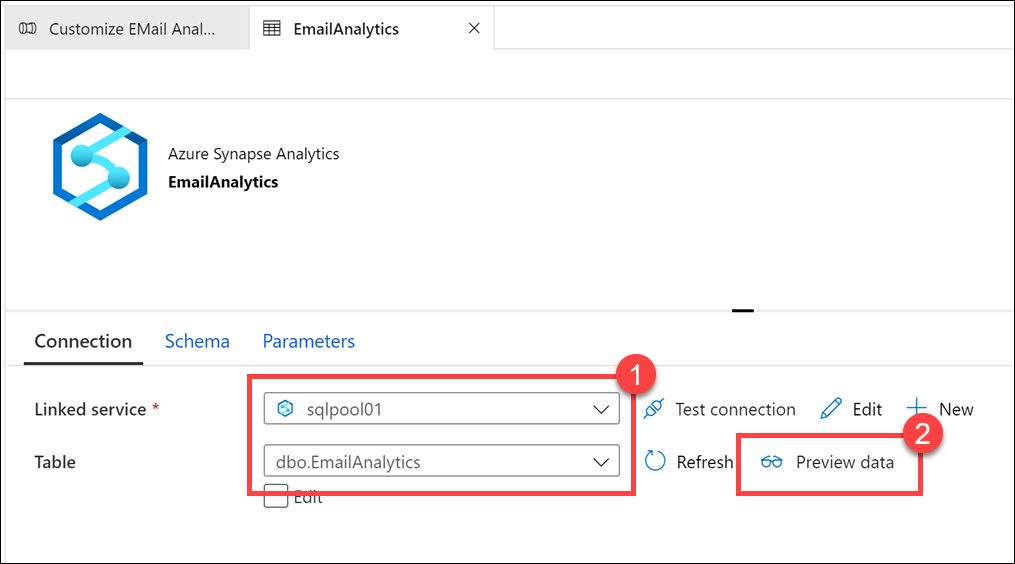 Customize EMail Anal... EmailAnalytics
Azure Synapse Analytics
EmailAnalytics
Connection Schema Parameters
1
Linked service * sqlpool01 Test connection Edit New
2
Table dbo.EmailAnalytics Refresh Preview data
Edit